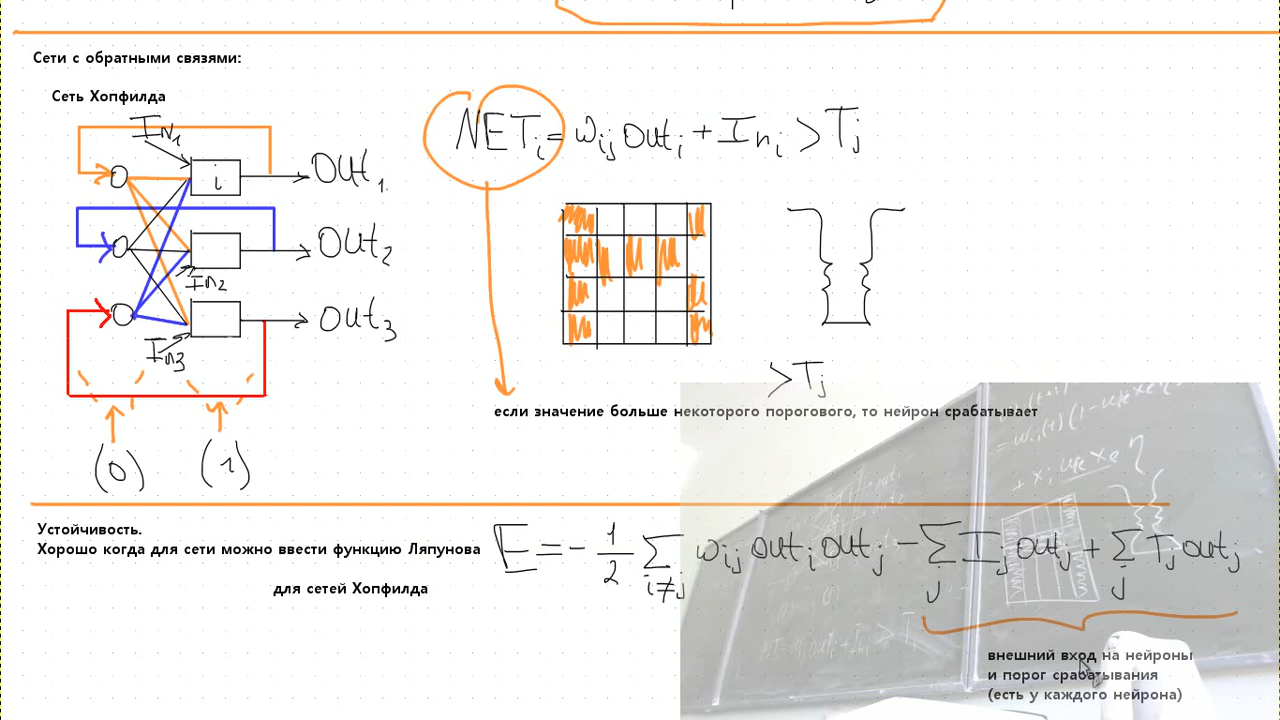 Сети с обратными связями:
Сеть Хопфилда
In1
i
OUT1.
OUT2
In2
OUT3
In3
(0) (1)
NETi = wij outi + Ini > Tj
> Tj
если значение больше некоторого порогового, то нейрон срабатывает
Устойчивость.
Хорошо когда для сети можно ввести функцию Ляпунова
для сетей Хопфилда
E = - 1/2 Σ i≠j wij outi outj - Σ j Ij outj + Σ j Tj outj
внешний вход на нейроны
и порог срабатывания
(есть у каждого нейрона)